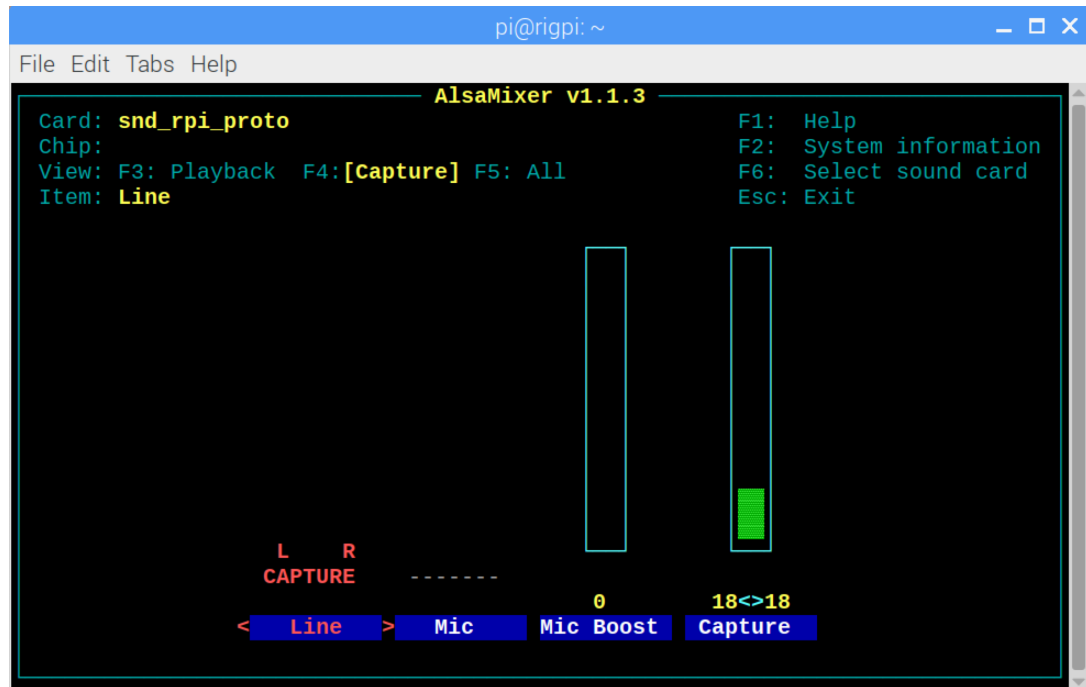 pi@rigpi: ~
File Edit Tabs Help
AlsaMixer v1.1.3
Card: snd_rpi_proto F1: Help
Chip: F2: System information
View: F3: Playback F4:[Capture] F5: All F6: Select sound card
Item: Line Esc: Exit
L R
CAPTURE -------
0 18<>18
< Line > Mic Mic Boost Capture